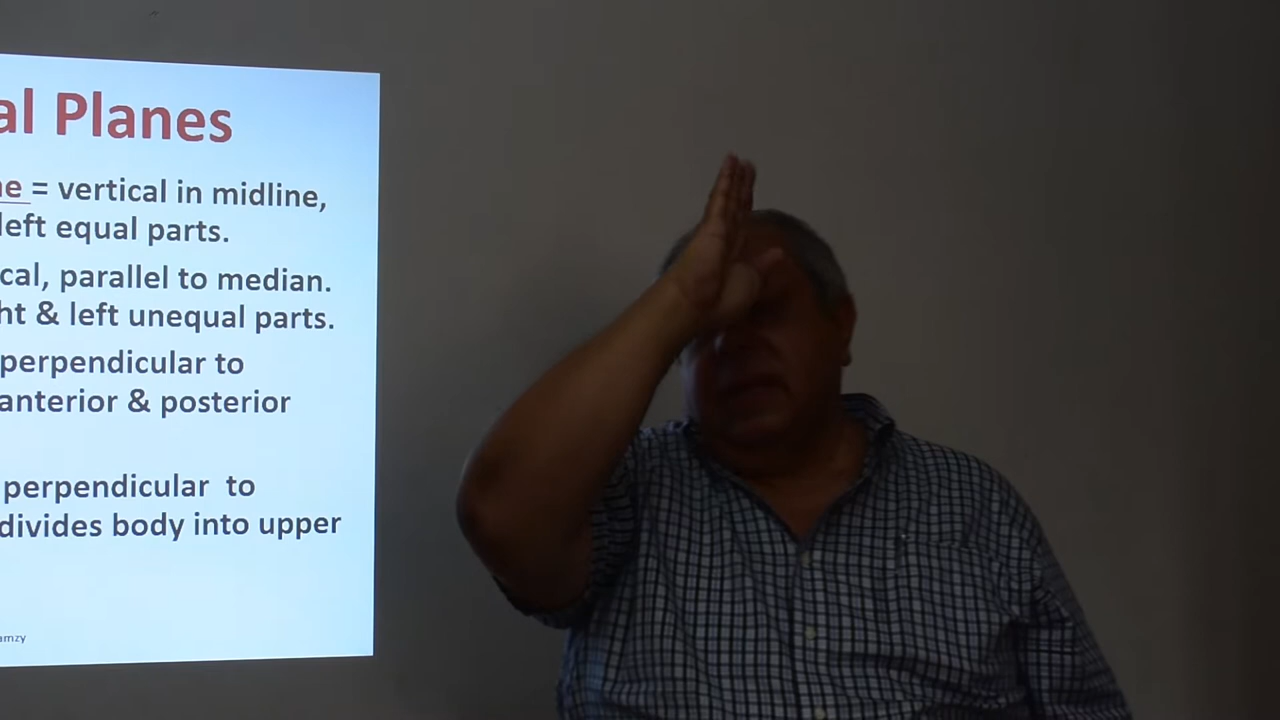 al Planes
ne = vertical in midline,
left equal parts.
cal, parallel to median.
ht & left unequal parts.
perpendicular to
anterior & posterior
perpendicular to
divides body into upper
amzy